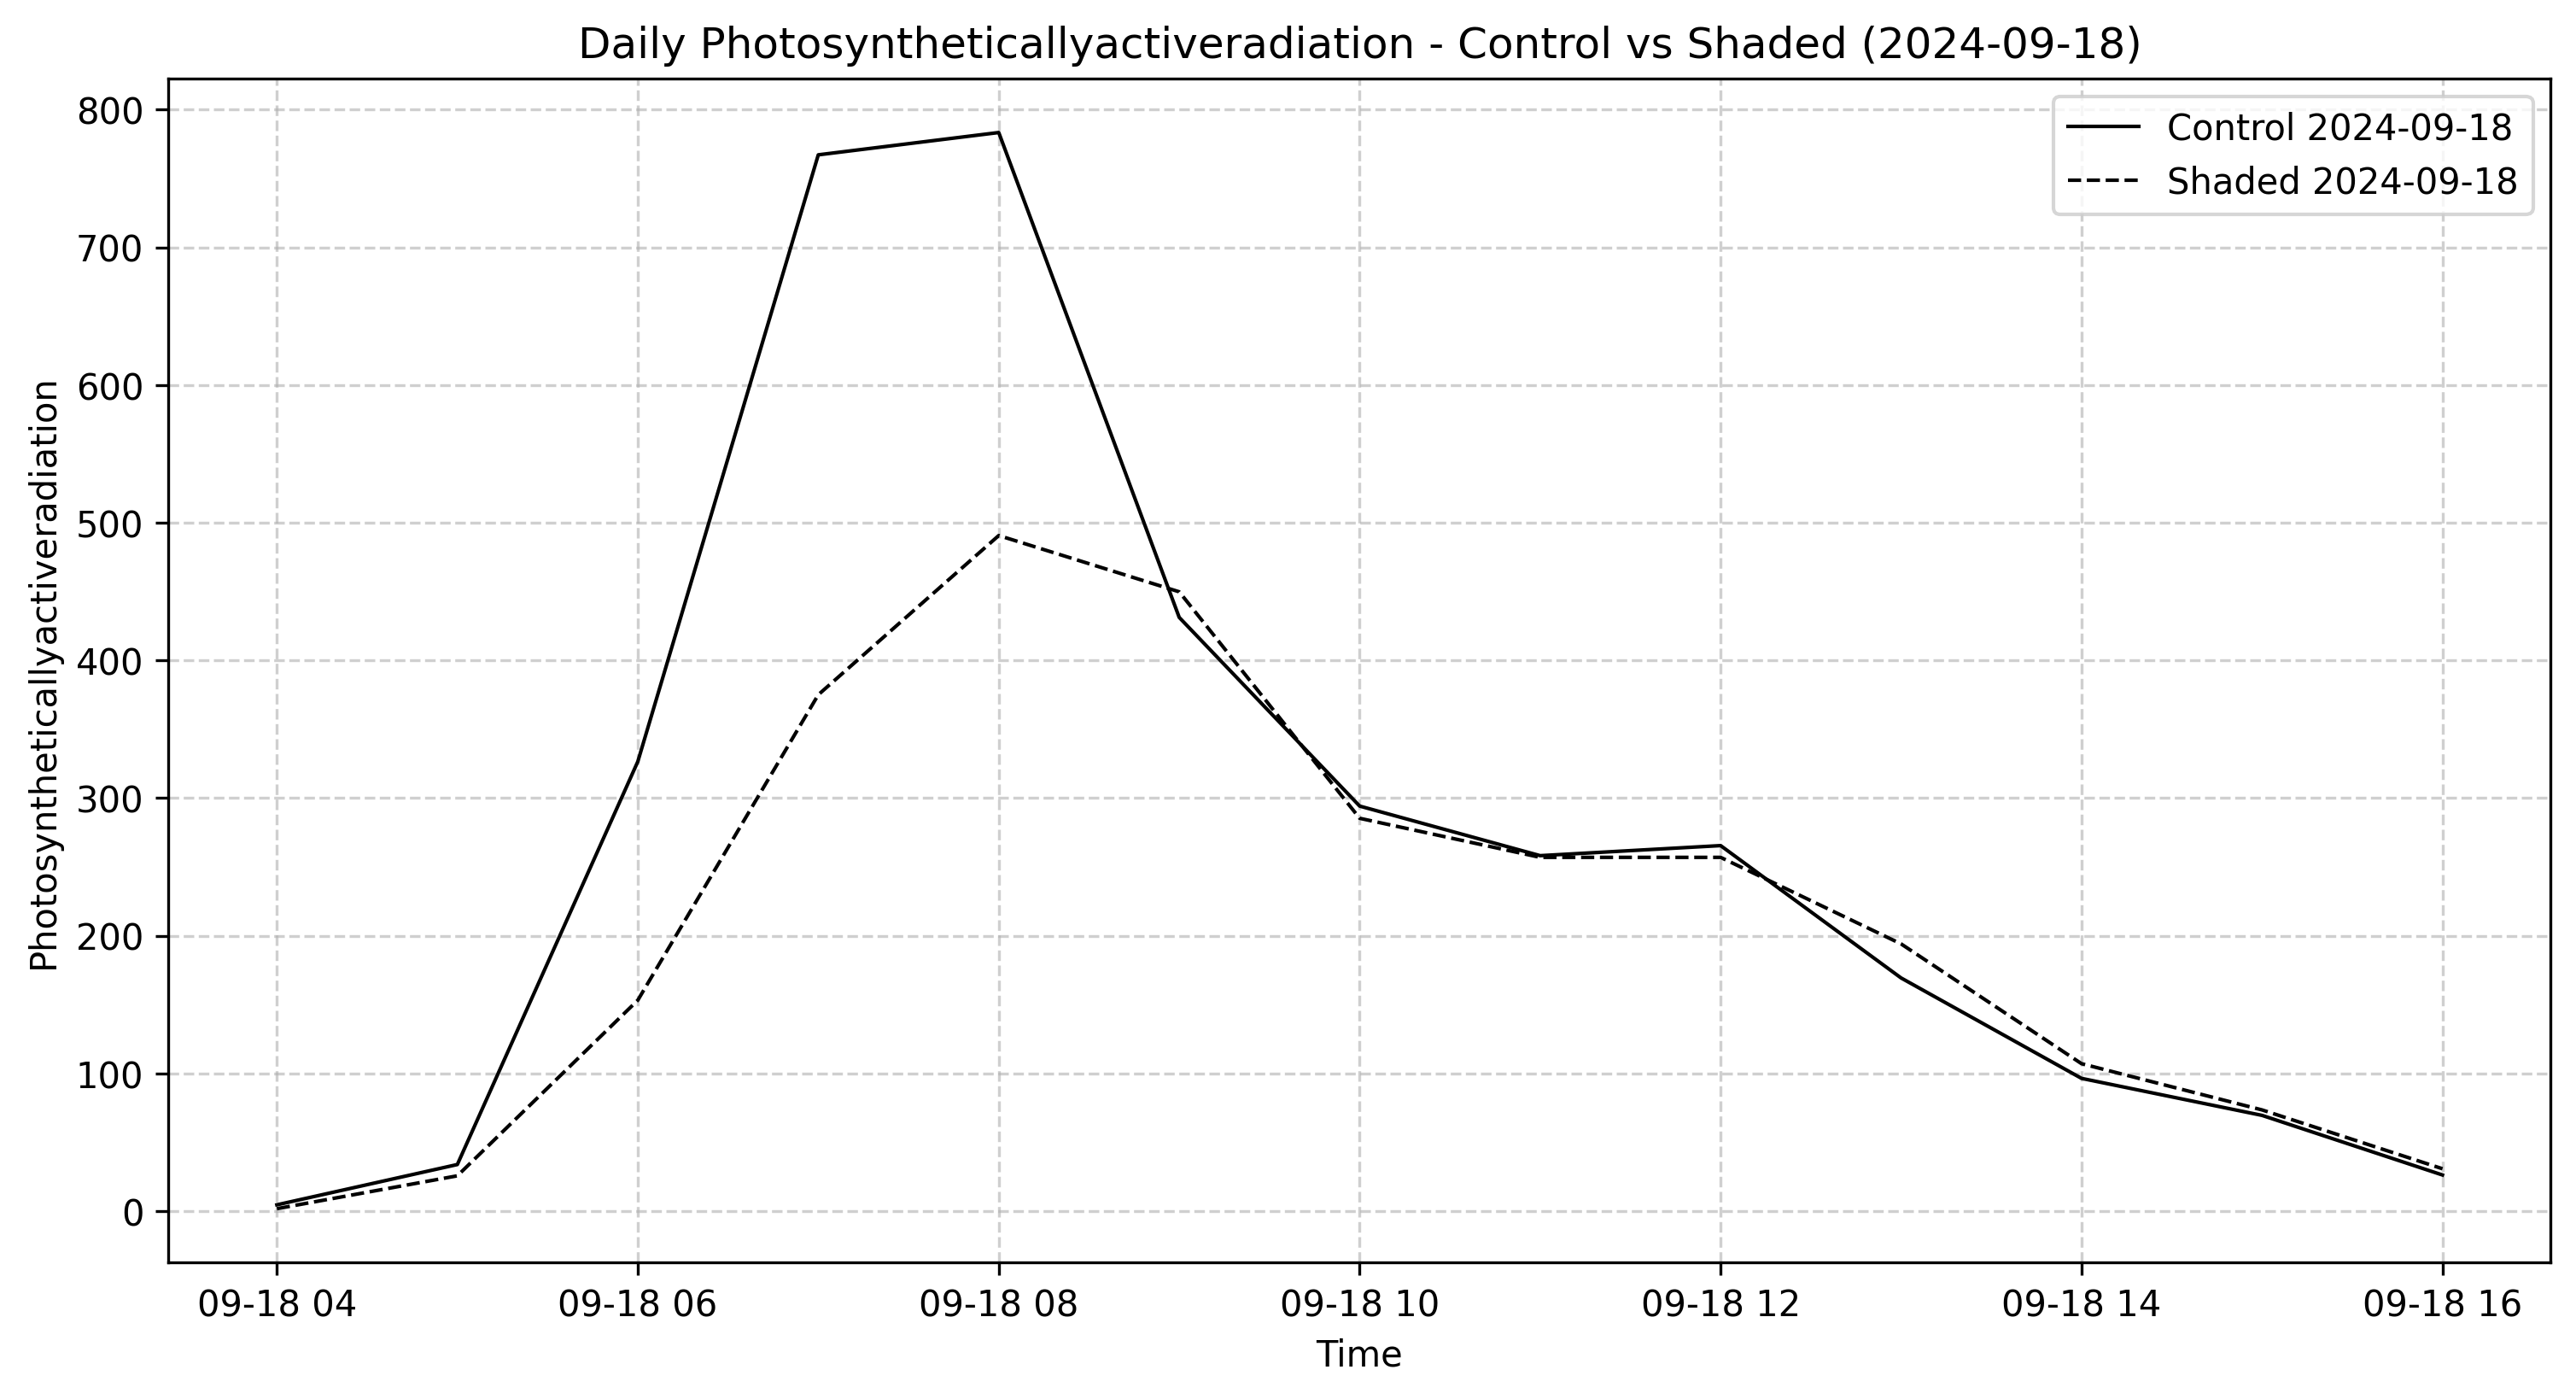 Daily Photosyntheticallyactiveradiation - Control vs Shaded (2024-09-18)
Control 2024-09-18
Shaded 2024-09-18
Photosyntheticallyactiveradiation
800
700
600
500
400
300
200
100
0
09-18 04 09-18 06 09-18 08 09-18 10 09-18 12 09-18 14 09-18 16
Time